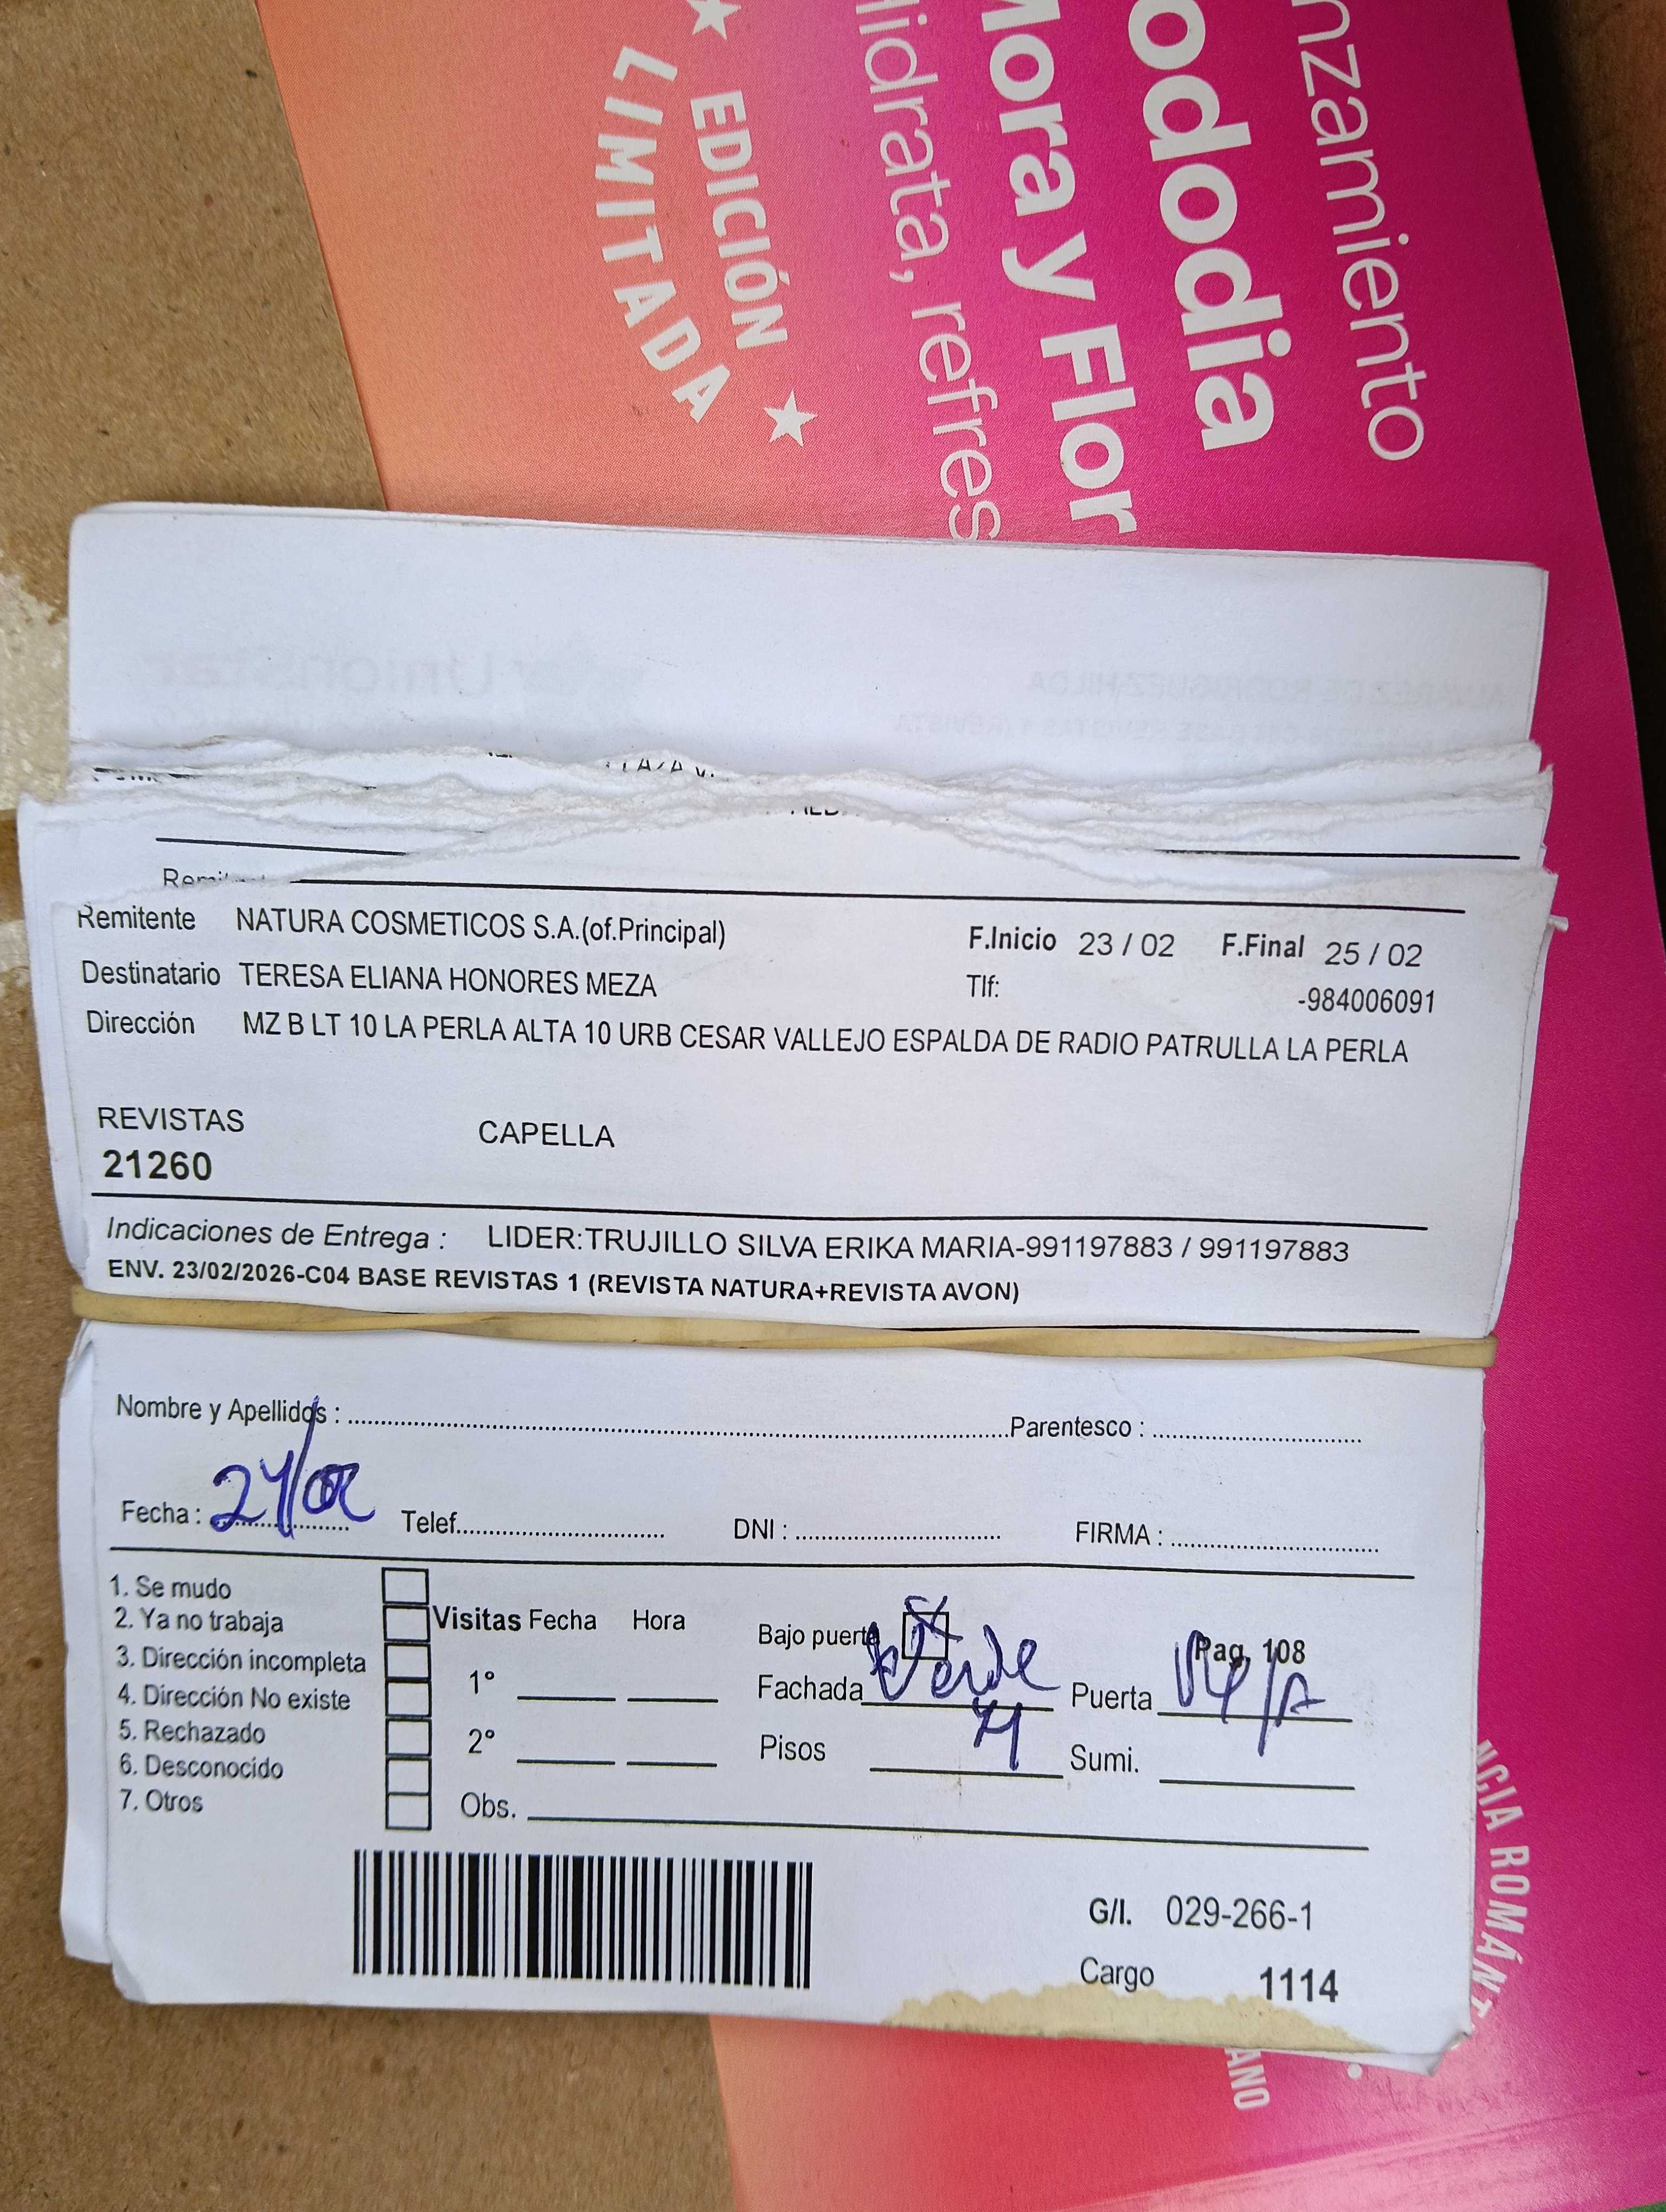 nzamiento
ododia
Mora y Flor
Hidrata, refres
★ EDICIÓN ★
LIMITADA
Remitente NATURA COSMETICOS S.A.(of.Principal) F.Inicio 23 / 02 F.Final 25 / 02
Destinatario TERESA ELIANA HONORES MEZA Tlf: -984006091
Dirección MZ B LT 10 LA PERLA ALTA 10 URB CESAR VALLEJO ESPALDA DE RADIO PATRULLA LA PERLA
REVISTAS CAPELLA
21260
Indicaciones de Entrega : LIDER:TRUJILLO SILVA ERIKA MARIA-991197883 / 991197883
ENV. 23/02/2026-C04 BASE REVISTAS 1 (REVISTA NATURA+REVISTA AVON)
Nombre y Apellidos : Parentesco :
Fecha : 24/02 Telef. DNI : FIRMA :
1. Se mudo
2. Ya no trabaja
3. Dirección incompleta
4. Dirección No existe
5. Rechazado
6. Desconocido
7. Otros
Visitas Fecha Hora
1°
2°
Obs.
Bajo puerta Pag. 108
Fachada Verde Puerta
Pisos 4 Sumi.
G/I. 029-266-1
Cargo 1114
NCIA ROMÁNT
ANO